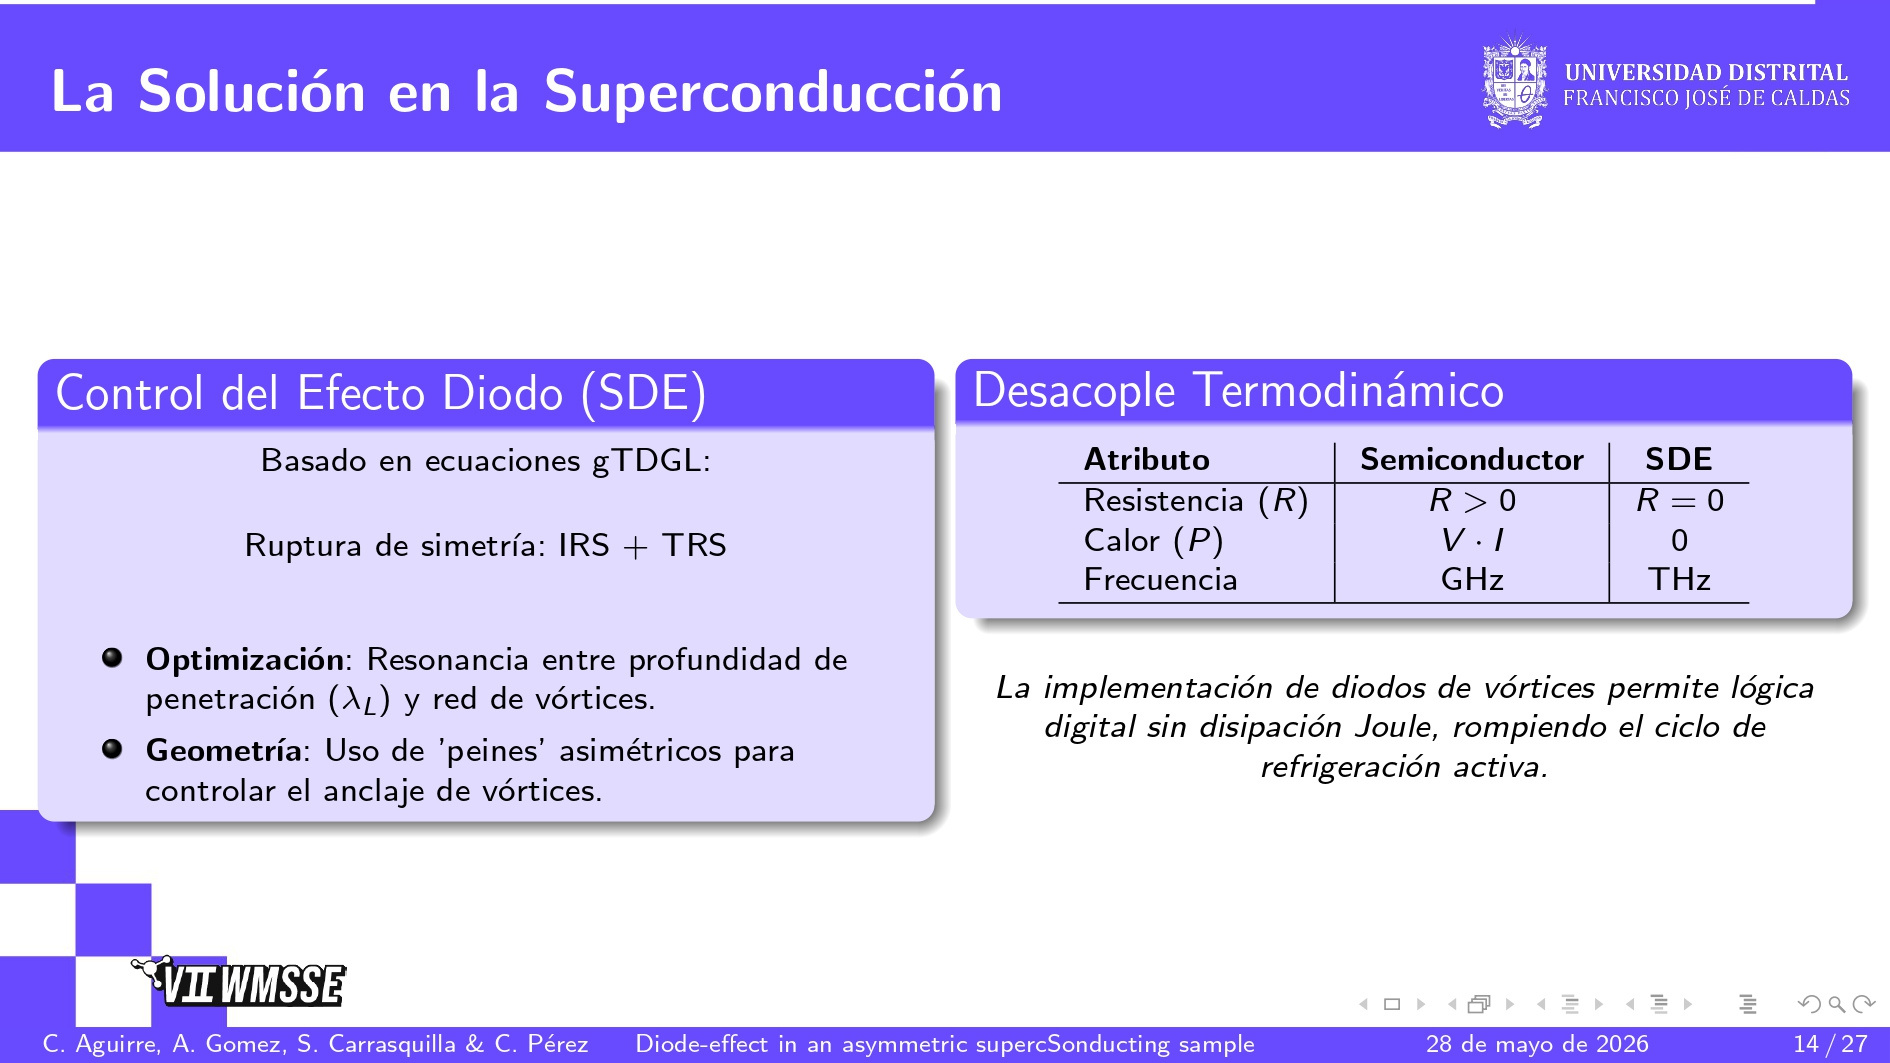 La Solución en la Superconducción
UNIVERSIDAD DISTRITAL
FRANCISCO JOSÉ DE CALDAS
Control del Efecto Diodo (SDE)
Basado en ecuaciones gTDGL:
Ruptura de simetría: IRS + TRS
Optimización: Resonancia entre profundidad de
penetración (λ_L) y red de vórtices.
Geometría: Uso de 'peines' asimétricos para
controlar el anclaje de vórtices.
Desacople Termodinámico
Atributo Semiconductor SDE
Resistencia (R) R > 0 R = 0
Calor (P) V · I 0
Frecuencia GHz THz
La implementación de diodos de vórtices permite lógica
digital sin disipación Joule, rompiendo el ciclo de
refrigeración activa.
VII WMSSE
C. Aguirre, A. Gomez, S. Carrasquilla & C. Pérez Diode-effect in an asymmetric supercSonducting sample 28 de mayo de 2026 14 / 27